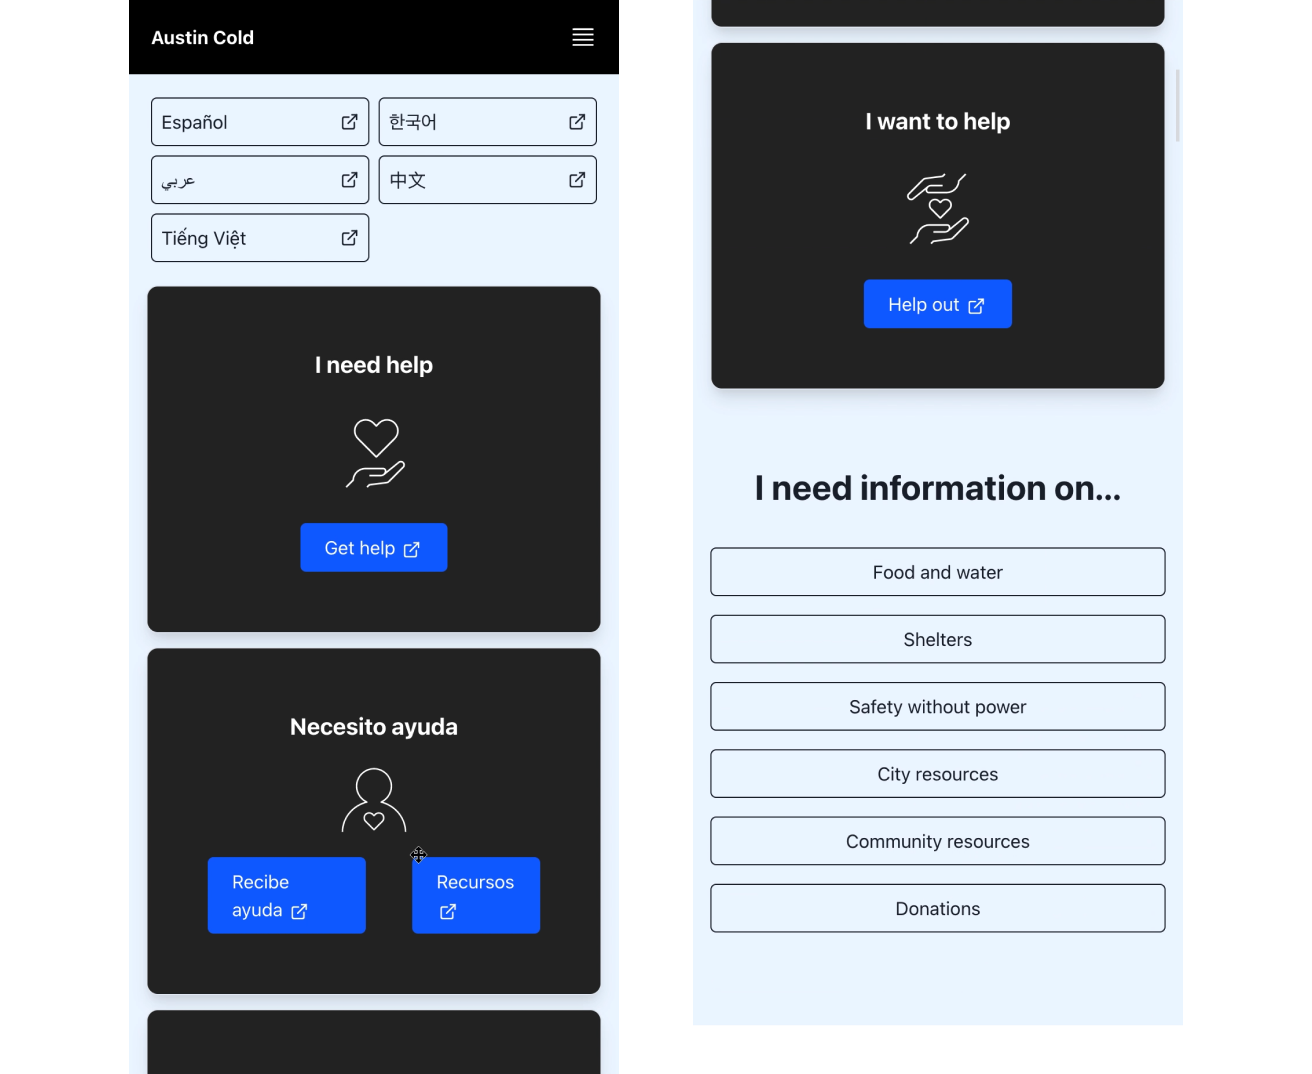 Austin Cold
Español
한국어
عربي
中文
Tiếng Việt
I need help
Get help
Necesito ayuda
Recibe
ayuda
Recursos
I want to help
Help out
I need information on...
Food and water
Shelters
Safety without power
City resources
Community resources
Donations